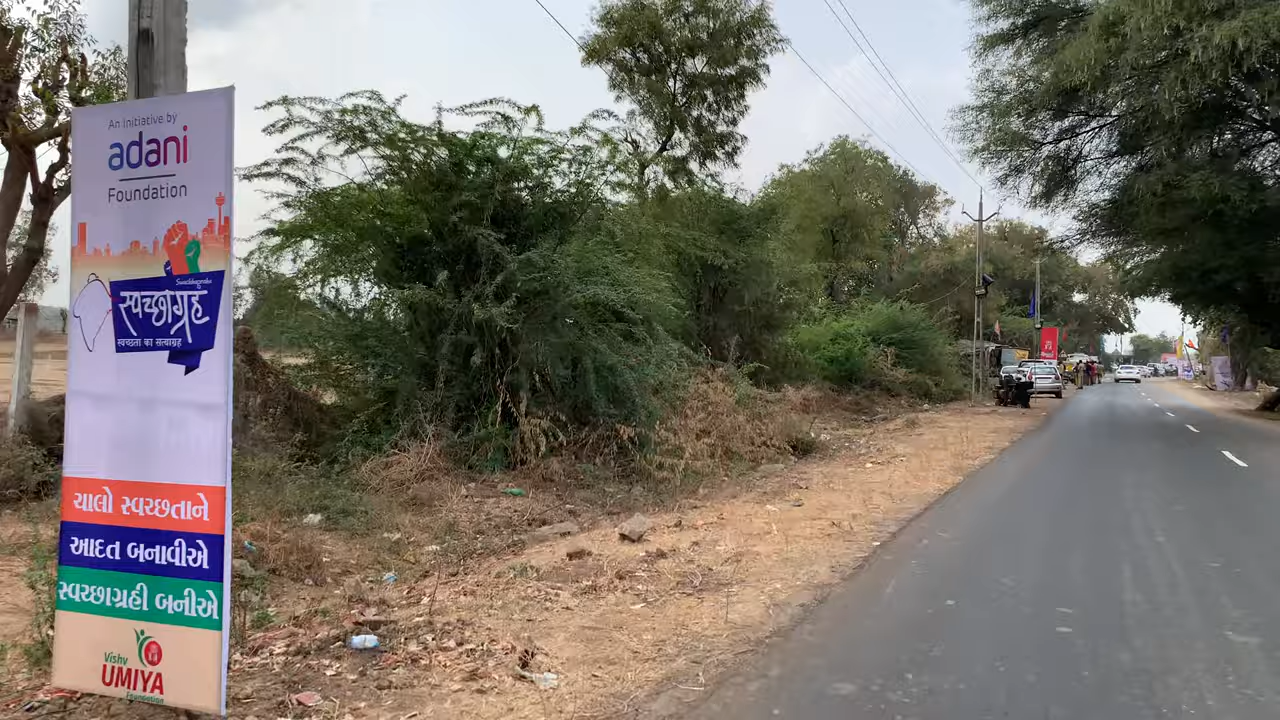 An Initiative by
adani
Foundation
Swachhagraha
स्वच्छाग्रह
स्वच्छता का सत्याग्रह
ચાલો સ્વચ્છતાને
આદત બનાવીએ
સ્વચ્છાગ્રહી બનીએ
Vishv
UMIYA
Foundation